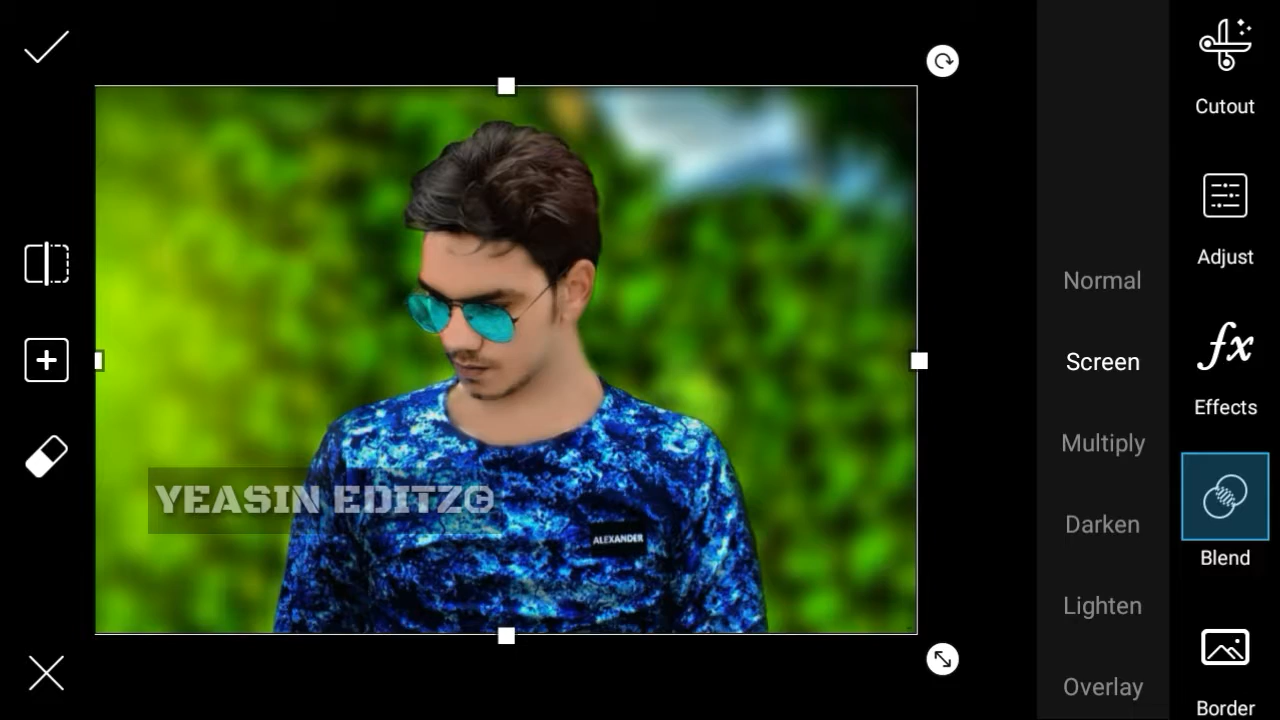 Cutout
Adjust
fx
Effects
Blend
Border
Normal
Screen
Multiply
Darken
Lighten
Overlay
YEASIN EDITZ©
ALEXANDER